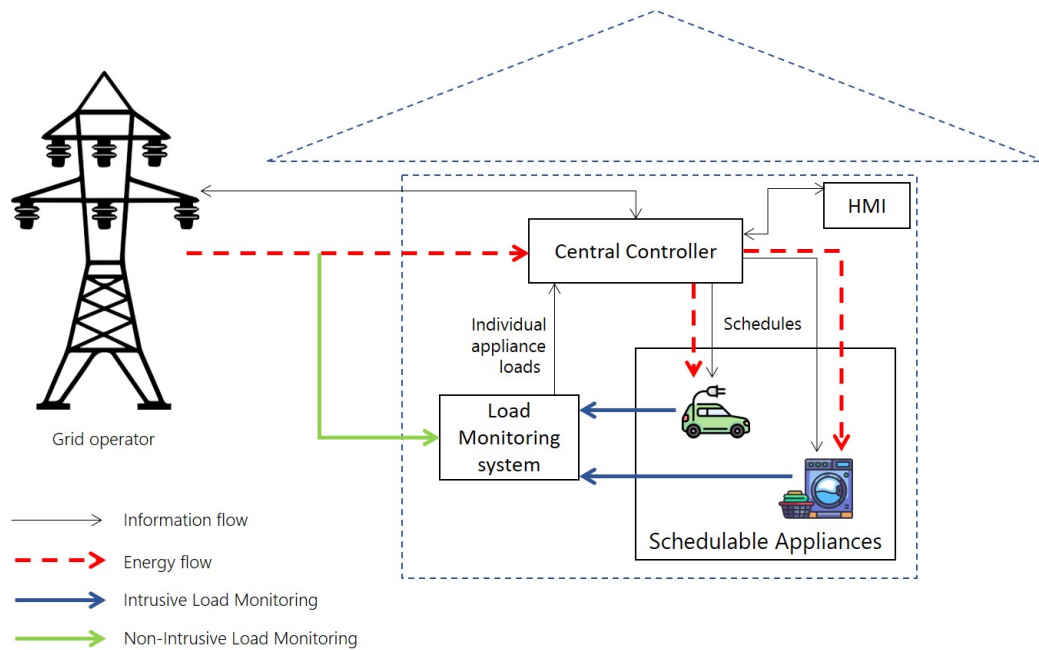 HMI
Central Controller
Individual
appliance
loads
Schedules
Load
Monitoring
system
Grid operator
Schedulable Appliances
Information flow
Energy flow
Intrusive Load Monitoring
Non-Intrusive Load Monitoring